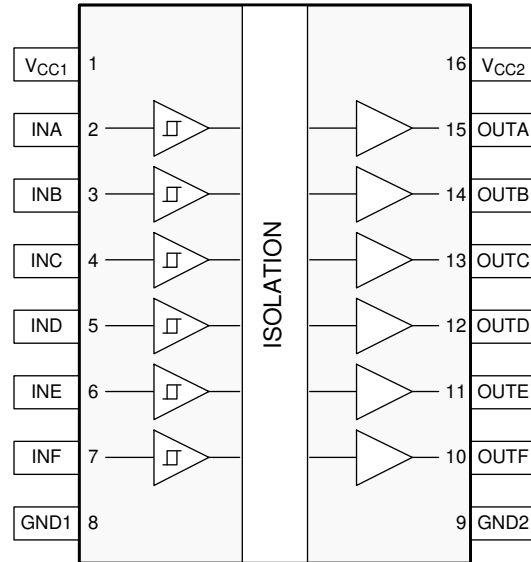 VCC1 1 16 VCC2
INA 2 15 OUTA
INB 3 14 OUTB
INC 4 13 OUTC
IND 5 12 OUTD
INE 6 11 OUTE
INF 7 10 OUTF
GND1 8 9 GND2
ISOLATION